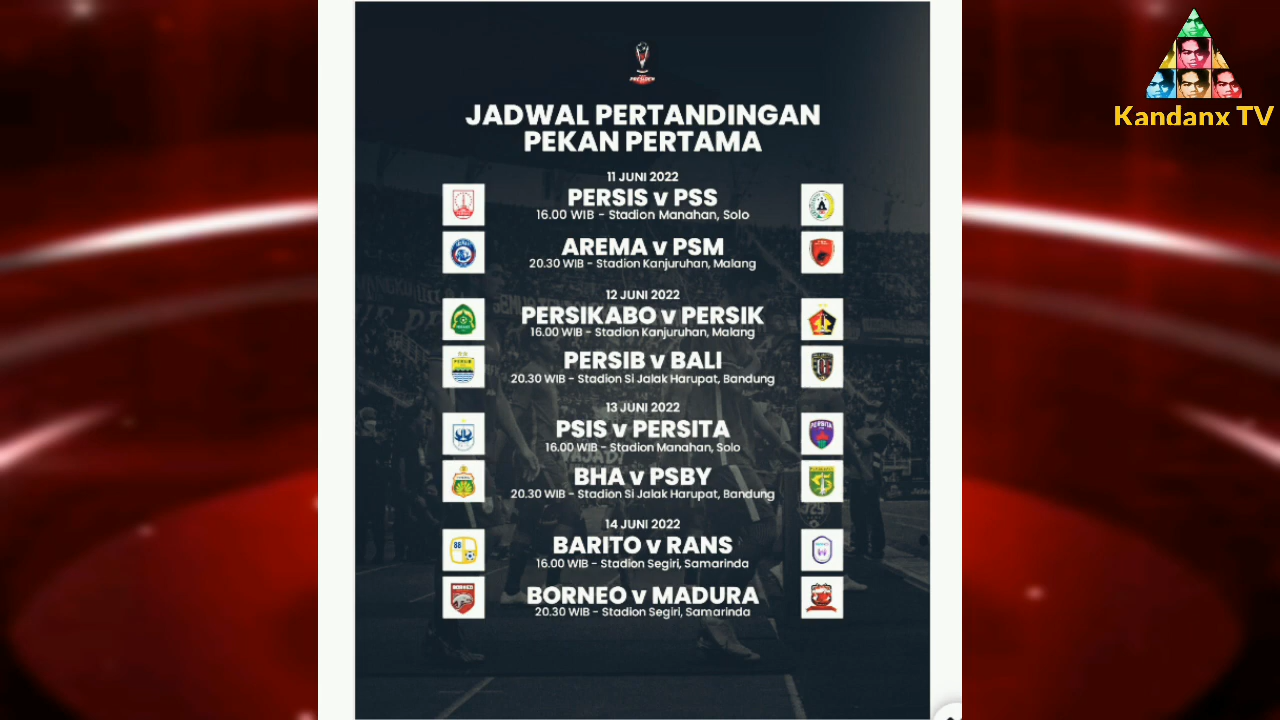 Kandanx TV
JADWAL PERTANDINGAN
PEKAN PERTAMA
11 JUNI 2022
PERSIS v PSS
16.00 WIB - Stadion Manahan, Solo
AREMA v PSM
20.30 WIB - Stadion Kanjuruhan, Malang
12 JUNI 2022
PERSIKABO v PERSIK
16.00 WIB - Stadion Kanjuruhan, Malang
PERSIB v BALI
20.30 WIB - Stadion Si Jalak Harupat, Bandung
13 JUNI 2022
PSIS v PERSITA
16.00 WIB - Stadion Manahan, Solo
BHA v PSBY
20.30 WIB - Stadion Si Jalak Harupat, Bandung
14 JUNI 2022
BARITO v RANS
16.00 WIB - Stadion Segiri, Samarinda
BORNEO v MADURA
20.30 WIB - Stadion Segiri, Samarinda